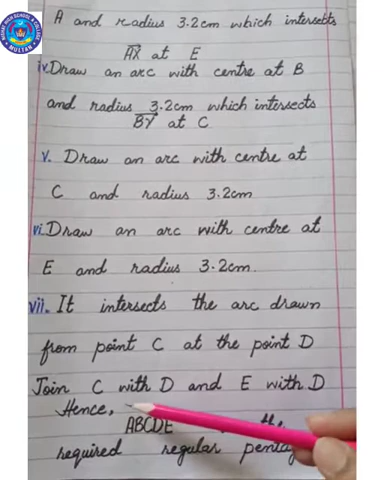 A and radius 3.2cm which intersects
AX at E
iv. Draw an arc with centre at B
and radius 3.2cm which intersects
BY at C.
v. Draw an arc with centre at
C and radius 3.2cm
vi. Draw an arc with centre at
E and radius 3.2cm.
vii. It intersects the arc drawn
from point C at the point D
Join C with D and E with D
Hence,
ABCDE
required regular
MULTAN